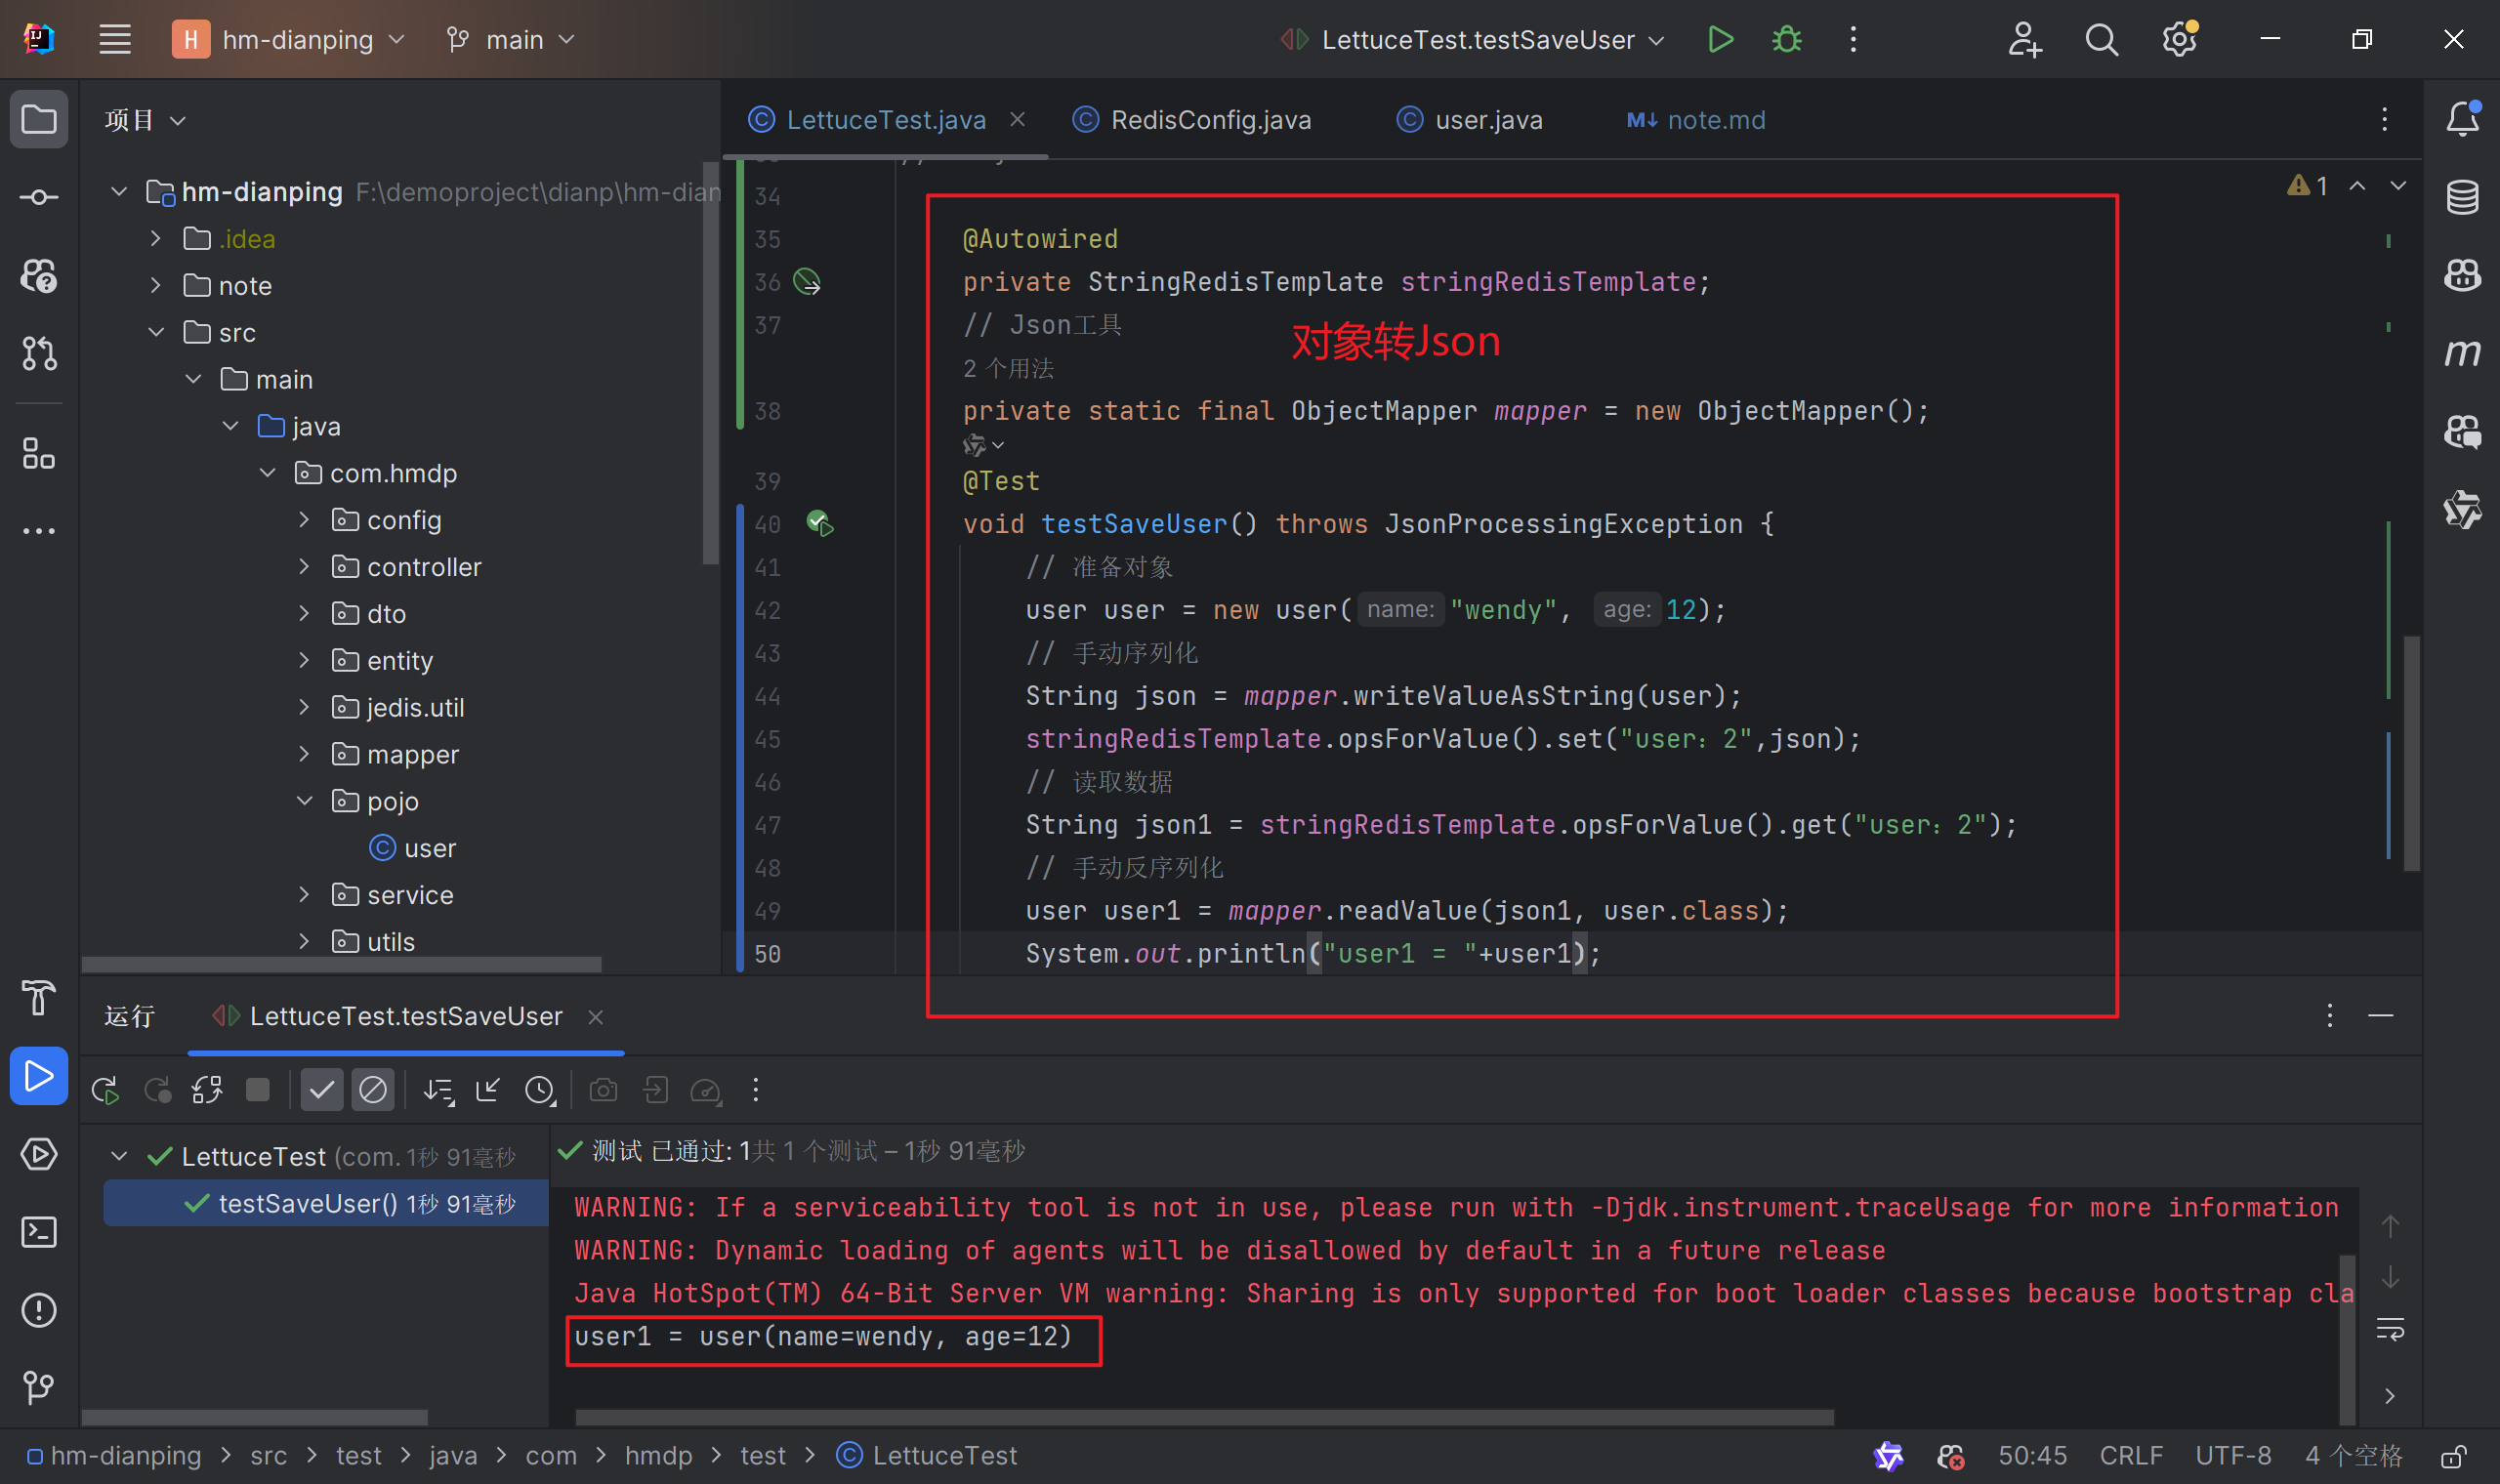 H hm-dianping main LettuceTest.testSaveUser
项目
LettuceTest.java RedisConfig.java user.java note.md
hm-dianping F:\demoproject\dianp\hm-dian
.idea
note
src
main
java
com.hmdp
config
controller
dto
entity
jedis.util
mapper
pojo
user
service
utils
1
34
35 @Autowired
36 private StringRedisTemplate stringRedisTemplate;
37 // Json工具
对象转Json
2 个用法
38 private static final ObjectMapper mapper = new ObjectMapper();
39 @Test
40 void testSaveUser() throws JsonProcessingException {
41 // 准备对象
42 user user = new user( name: "wendy", age: 12);
43 // 手动序列化
44 String json = mapper.writeValueAsString(user);
45 stringRedisTemplate.opsForValue().set("user：2",json);
46 // 读取数据
47 String json1 = stringRedisTemplate.opsForValue().get("user：2");
48 // 手动反序列化
49 user user1 = mapper.readValue(json1, user.class);
50 System.out.println("user1 = "+user1);
运行 LettuceTest.testSaveUser
LettuceTest (com. 1秒 91毫秒
testSaveUser() 1秒 91毫秒
测试 已通过: 1共 1 个测试 – 1秒 91毫秒
WARNING: If a serviceability tool is not in use, please run with -Djdk.instrument.traceUsage for more information
WARNING: Dynamic loading of agents will be disallowed by default in a future release
Java HotSpot(TM) 64-Bit Server VM warning: Sharing is only supported for boot loader classes because bootstrap cla
user1 = user(name=wendy, age=12)
hm-dianping > src > test > java > com > hmdp > test > LettuceTest 50:45 CRLF UTF-8 4 个空格